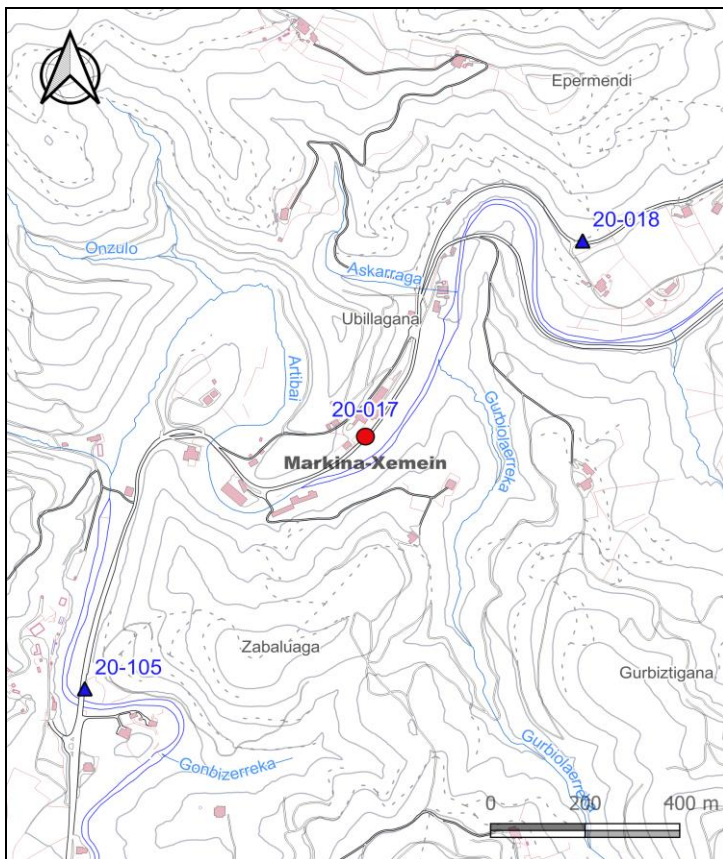 Epermendi
20-018
Onzulo
Askarraga
Ubillagana
Artibai
20-017
Gurbiolaerreka
Markina-Xemein
Zabaluaga
20-105
Gurbiztigana
Gonbizerreka
Gurbiolaerreka
0 200 400 m